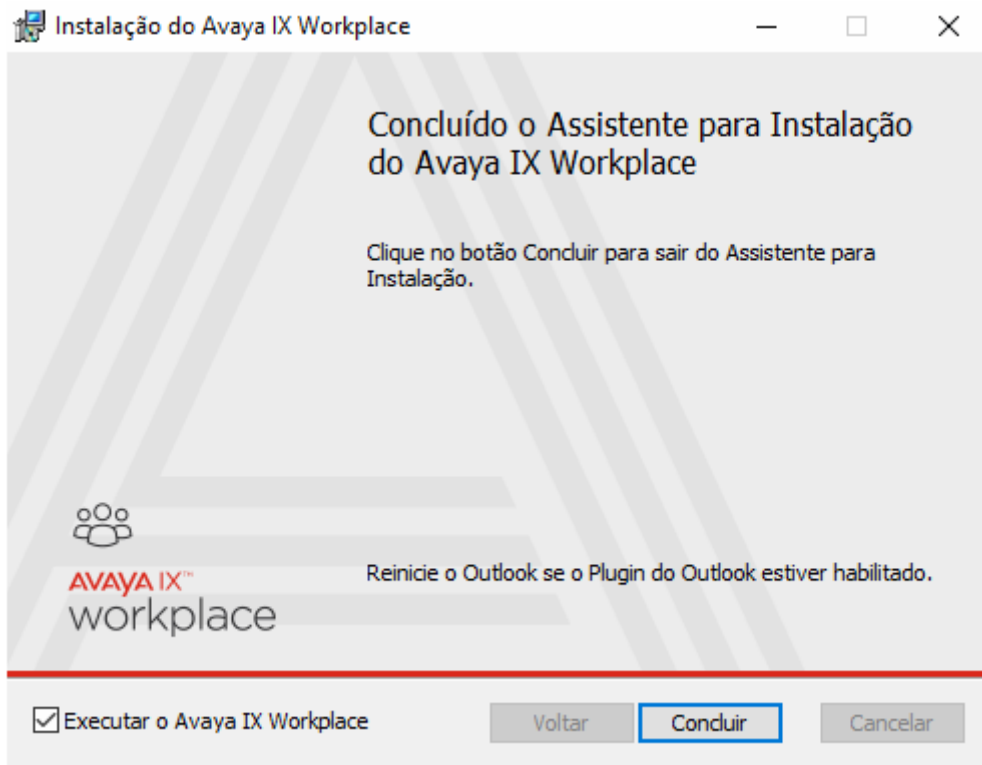 Instalação do Avaya IX Workplace
Concluído o Assistente para Instalação
do Avaya IX Workplace
Clique no botão Concluir para sair do Assistente para
Instalação.
Reinicie o Outlook se o Plugin do Outlook estiver habilitado.
AVAYA IX™
workplace
Executar o Avaya IX Workplace
Voltar
Concluir
Cancelar